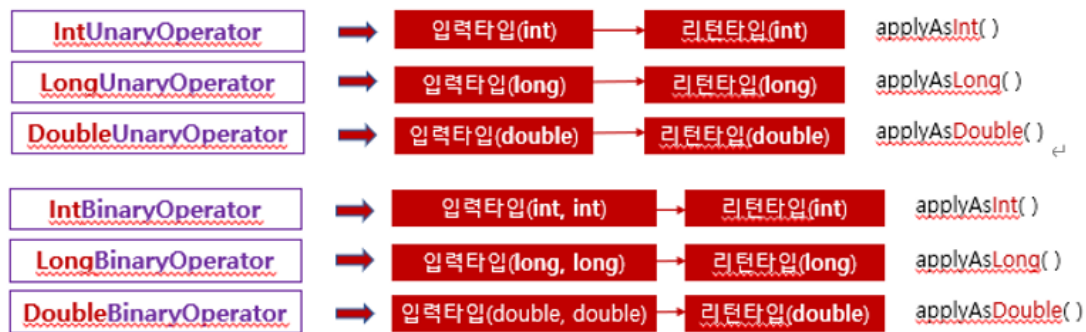 IntUnaryOperator 입력타입(int) 리턴타입(int) applyAsInt( )
LongUnaryOperator 입력타입(long) 리턴타입(long) applyAsLong( )
DoubleUnaryOperator 입력타입(double) 리턴타입(double) applyAsDouble( )
IntBinaryOperator 입력타입(int, int) 리턴타입(int) applyAsInt( )
LongBinaryOperator 입력타입(long, long) 리턴타입(long) applyAsLong( )
DoubleBinaryOperator 입력타입(double, double) 리턴타입(double) applyAsDouble( )